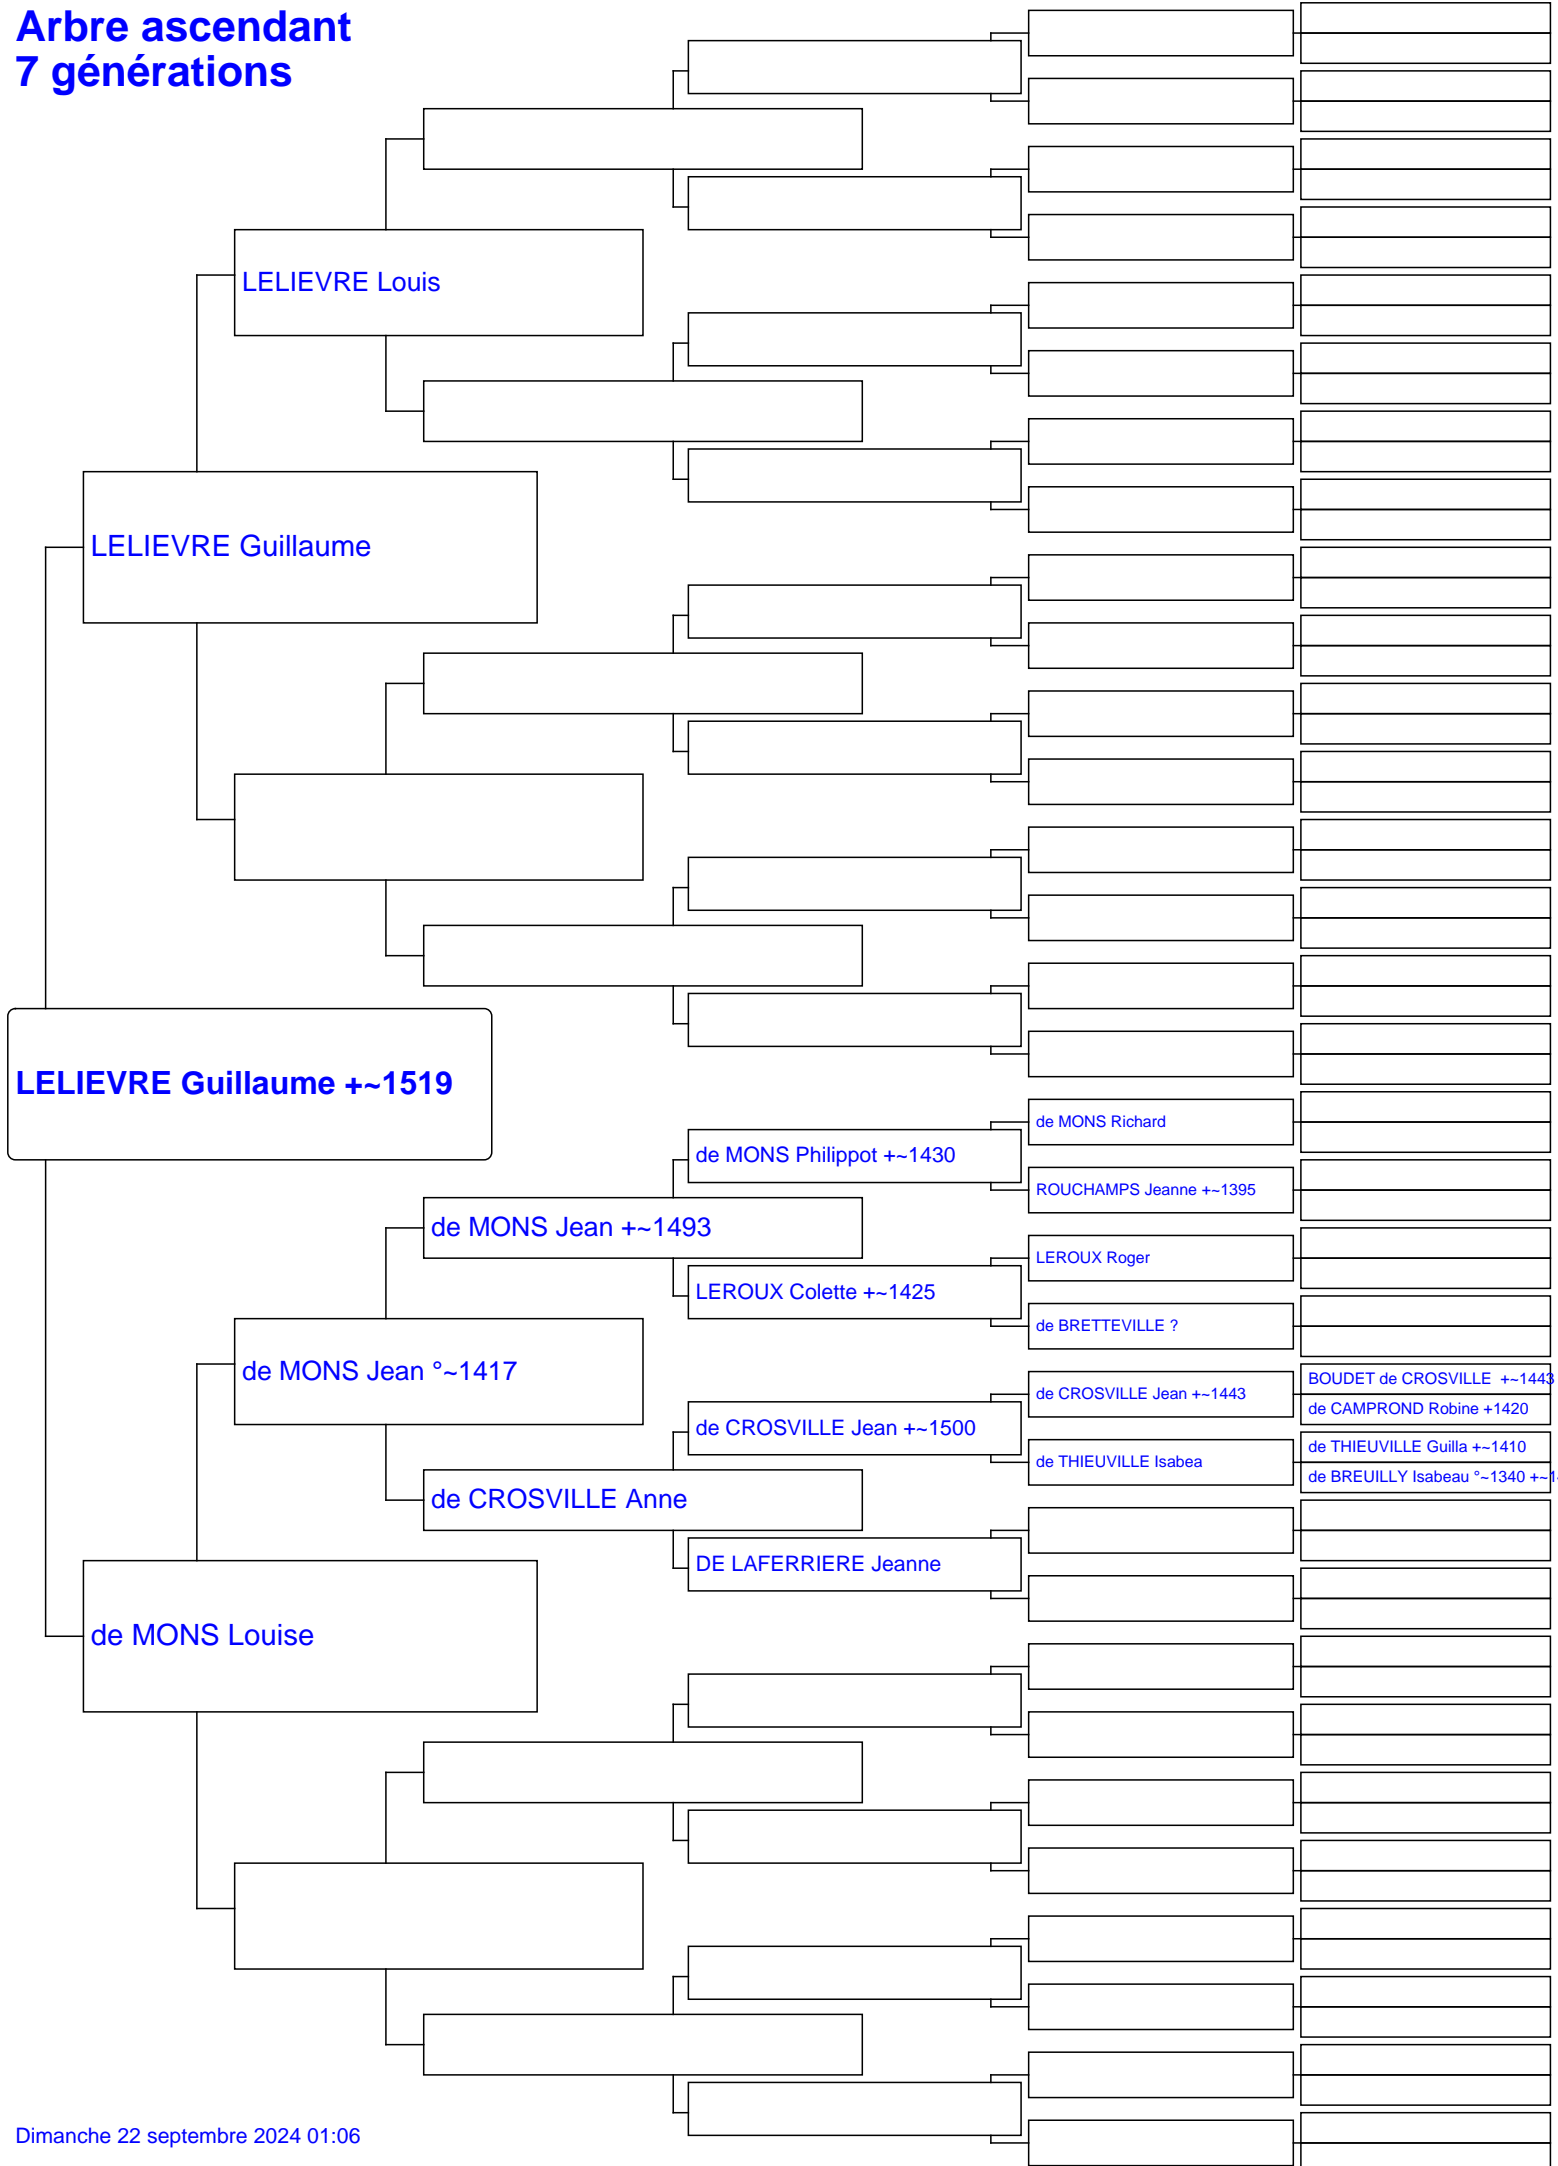 Arbre ascendant
7 générations
LELIEVRE Louis
LELIEVRE Guillaume
LELIEVRE Guillaume +~1519
de MONS Richard
de MONS Philippot +~1430
ROUCHAMPS Jeanne +~1395
de MONS Jean +~1493
LEROUX Roger
LEROUX Colette +~1425
de BRETTEVILLE ?
de MONS Jean °~1417
BOUDET de CROSVILLE +~1443
de CROSVILLE Jean +~1443
de CAMPROND Robine +1420
de CROSVILLE Jean +~1500
de THIEUVILLE Guilla +~1410
de THIEUVILLE Isabea
de BREUILLY Isabeau °~1340 +~1
de CROSVILLE Anne
DE LAFERRIERE Jeanne
de MONS Louise
Dimanche 22 septembre 2024 01:06